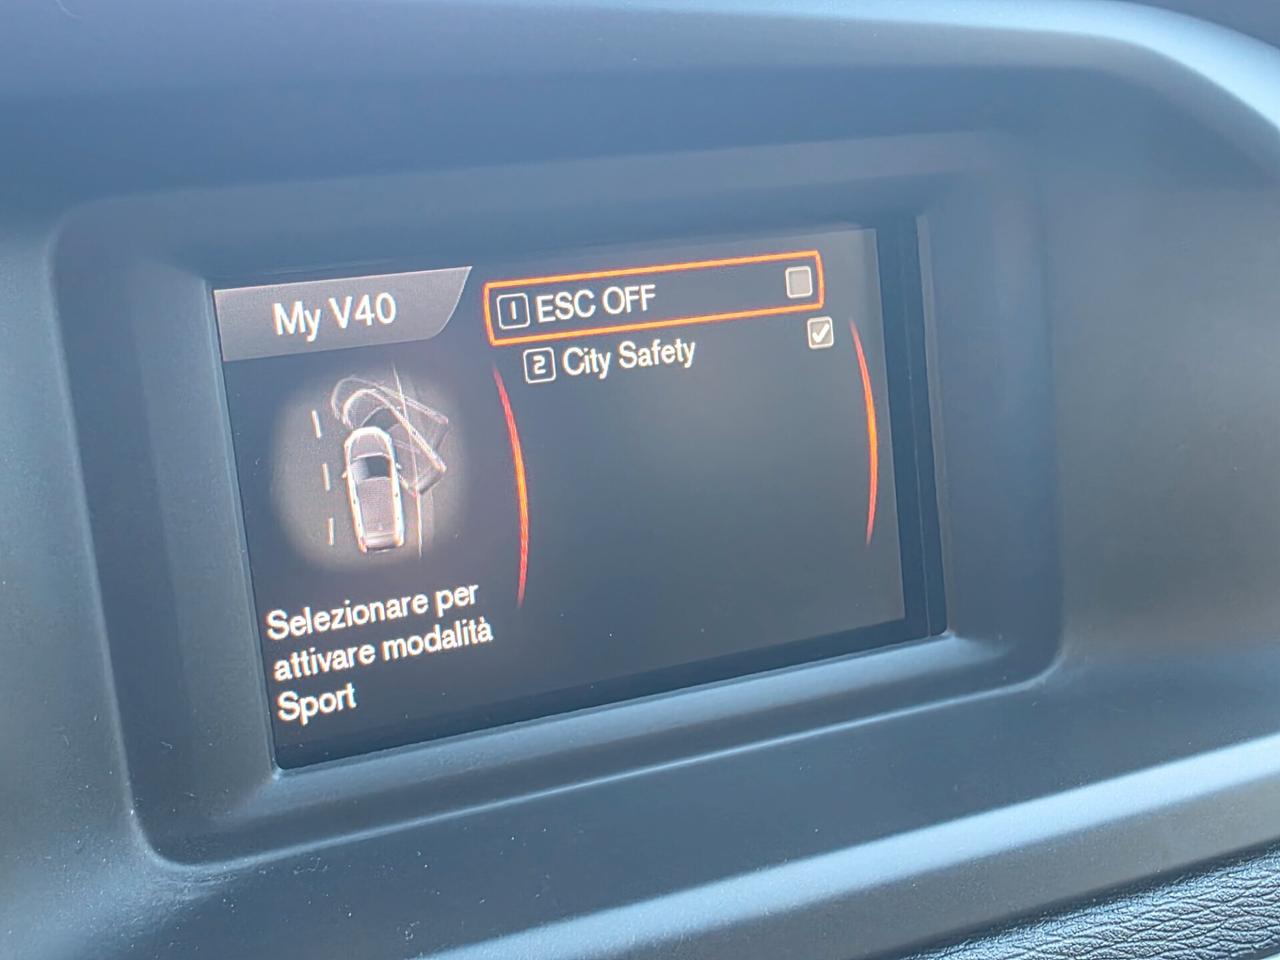 My V40
1 ESC OFF
2 City Safety
Selezionare per
attivare modalità
Sport